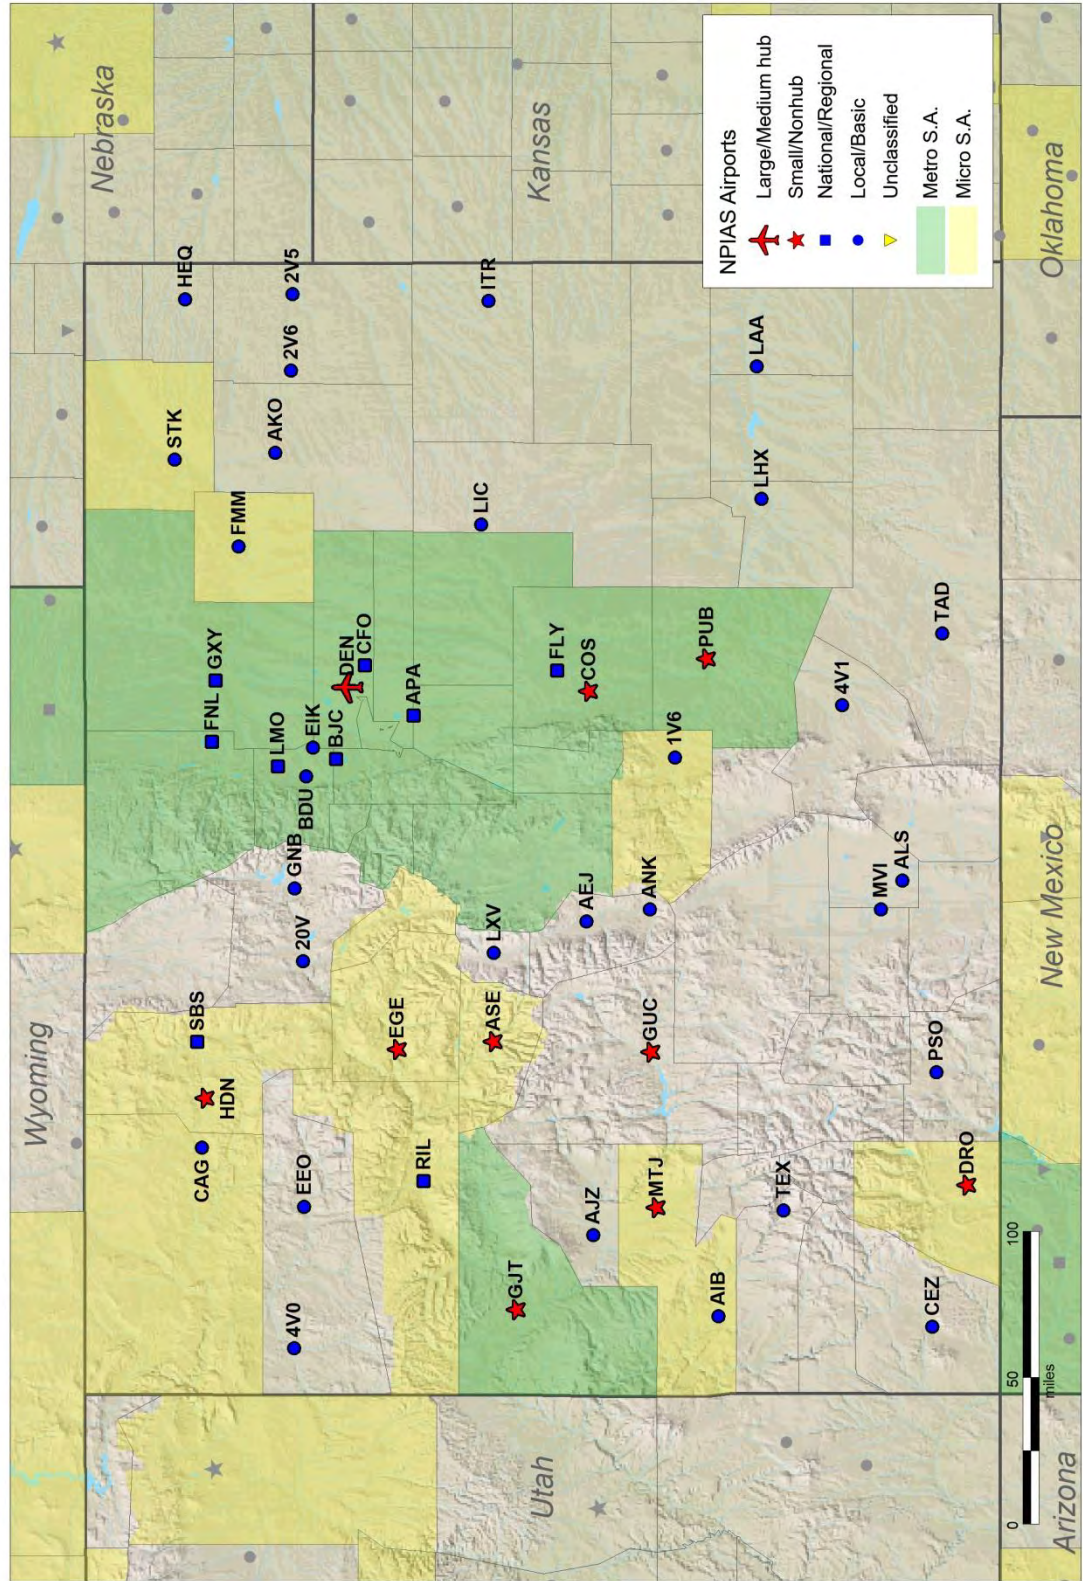 Wyoming
Nebraska
HEQ
STK
CAG
HDN
SBS
FNL
GXY
FMM
AKO
2V6
2V5
4V0
EEO
20V
GNB
BDU
LMO
EIK
BJC
DEN
CFO
Kansas
RIL
EGE
APA
Utah
GJT
ASE
LXV
LIC
ITR
AJZ
AEJ
FLY
COS
MTJ
GUC
ANK
1V6
PUB
AIB
TEX
LHX
LAA
4V1
MVI
ALS
CEZ
DRO
PSO
TAD
NPIAS Airports
Large/Medium hub
Small/Nonhub
National/Regional
Local/Basic
Unclassified
Metro S.A.
Micro S.A.
0 50 100
miles
Arizona
New Mexico
Oklahoma